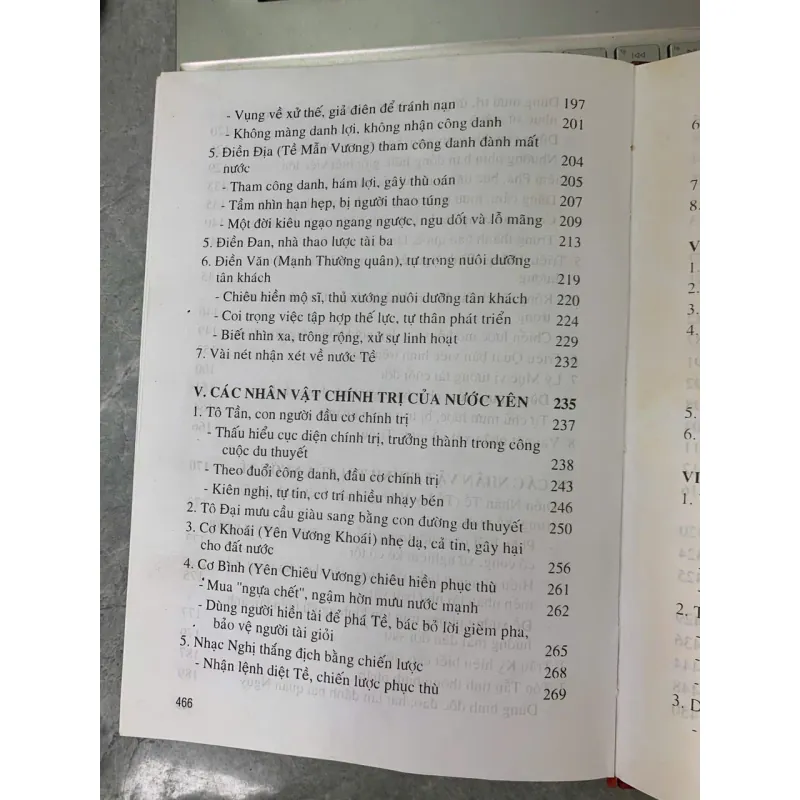 - Vụng về xử thế, giả điên để tránh nạn 197
- Không màng danh lợi, không nhận công danh 201
5. Điền Địa (Tề Mẫn Vương) tham công danh đành mất
nước 204
- Tham công danh, hám lợi, gây thù oán 205
- Tầm nhìn hạn hẹp, bị người thao túng 207
- Một đời kiêu ngạo ngang ngược, ngu dốt và lỗ mãng 209
5. Điền Đan, nhà thao lược tài ba 213
6. Điền Văn (Mạnh Thường quân), tự trọng nuôi dưỡng
tân khách 219
- Chiêu hiền mộ sĩ, thủ xướng nuôi dưỡng tân khách 220
- Coi trọng việc tập hợp thế lực, tự thân phát triển 224
- Biết nhìn xa, trông rộng, xử sự linh hoạt 229
7. Vài nét nhận xét về nước Tề 232
V. CÁC NHÂN VẬT CHÍNH TRỊ CỦA NƯỚC YÊN 235
1. Tô Tần, con người đầu cơ chính trị 237
- Thấu hiểu cục diện chính trị, trưởng thành trong công
cuộc du thuyết 238
- Theo đuổi công danh, đầu cơ chính trị 243
- Kiên nghị, tự tin, cơ trí nhiều nhạy bén 246
2. Tô Đại mưu cầu giàu sang bằng con đường du thuyết 250
3. Cơ Khoái (Yên Vương Khoái) nhẹ dạ, cả tin, gây hại
cho đất nước 256
4. Cơ Bình (Yên Chiêu Vương) chiêu hiền phục thù 261
- Mua "ngựa chết", ngậm hờn mưu nước mạnh 262
- Dùng người hiền tài để phá Tề, bác bỏ lời gièm pha,
bảo vệ người tài giỏi 265
5. Nhạc Nghị thắng địch bằng chiến lược 268
- Nhận lệnh diệt Tề, chiến lược phục thù 269
466